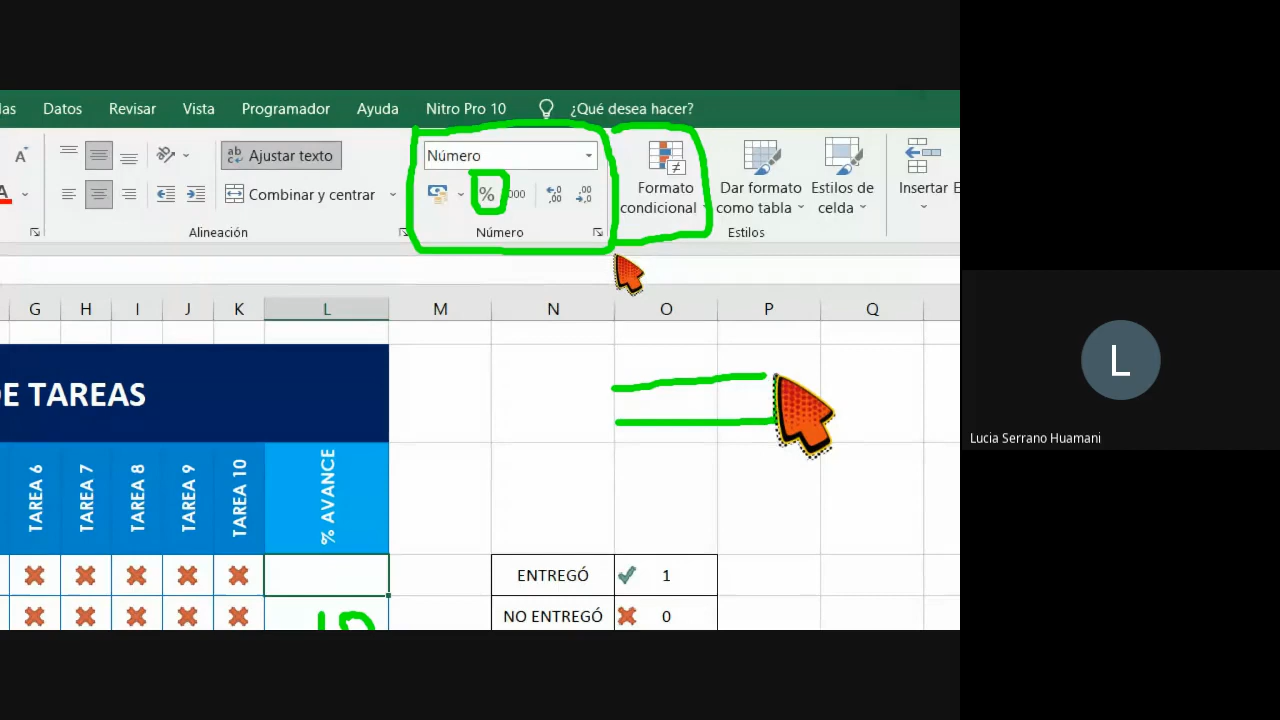 Datos Revisar Vista Programador Ayuda Nitro Pro 10 ¿Qué desea hacer?
Ajustar texto
Número
Combinar y centrar
% 000
Formato condicional
Dar formato como tabla
Estilos de celda
Insertar
Alineación
Número
Estilos
G H I J K L M N O P Q
DE TAREAS
TAREA 6
TAREA 7
TAREA 8
TAREA 9
TAREA 10
% AVANCE
ENTREGÓ 1
NO ENTREGÓ 0
L
Lucia Serrano Huamani